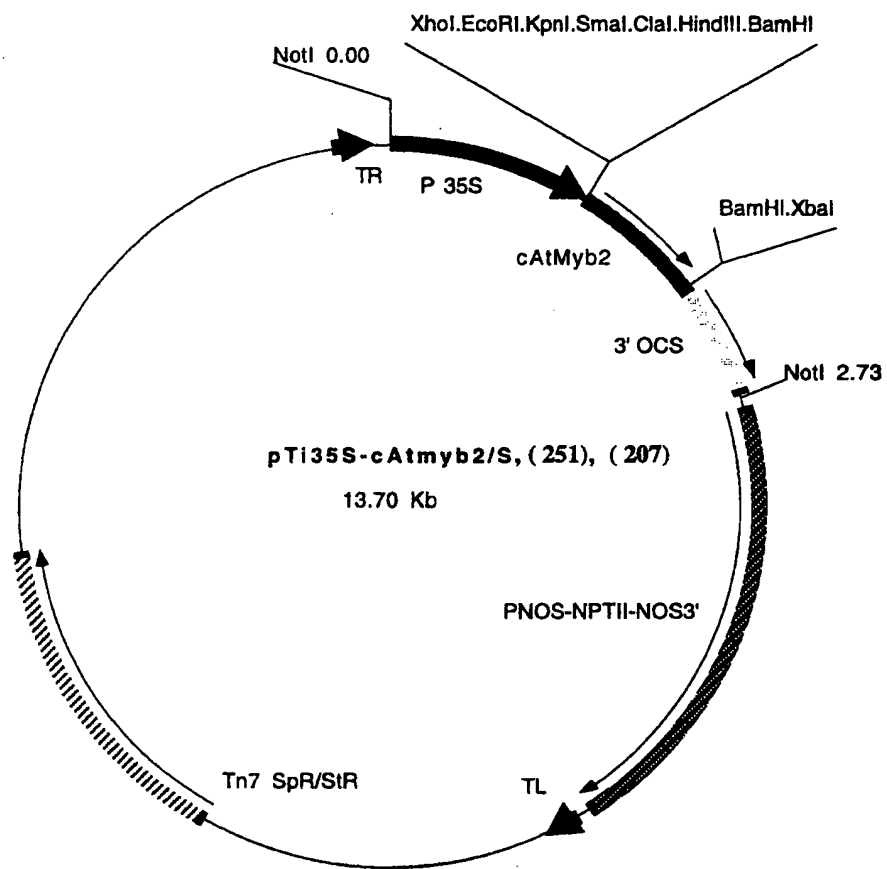 XhoI.EcoRI.KpnI.SmaI.ClaI.HindIII.BamHI
NotI 0.00
TR
P 35S
BamHI.XbaI
cAtMyb2
3' OCS
NotI 2.73
pTi35S-cAtmyb2/S, (251), (207)
13.70 Kb
PNOS-NPTII-NOS3'
Tn7 SpR/StR
TL